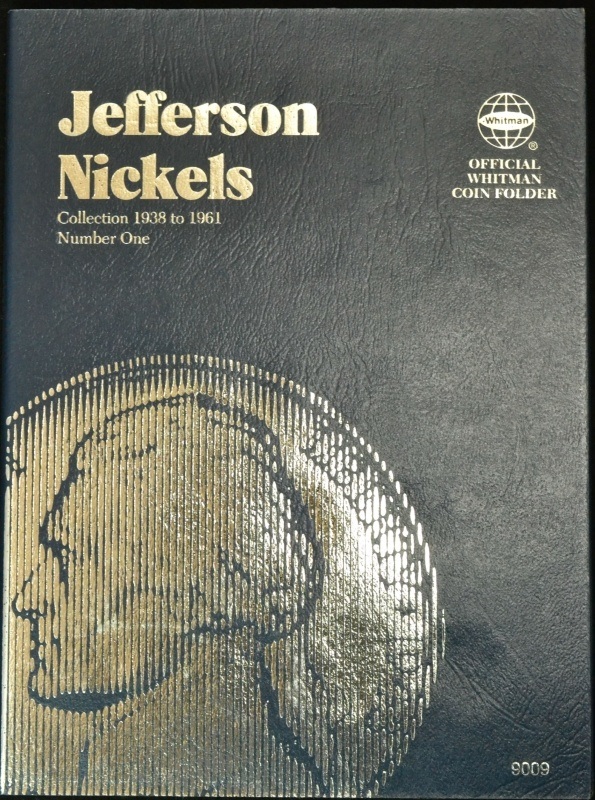 Jefferson
Nickels
Collection 1938 to 1961
Number One
Whitman
®
OFFICIAL
WHITMAN
COIN FOLDER
9009